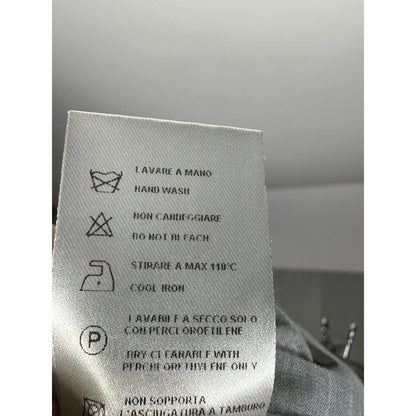 LAVARE A MANO
HAND WASH
NON CANDEGGIARE
DO NOT BLEACH
STIRARE A MAX 110°C
COOL IRON
LAVABILE A SECCO SOLO
CON PERCLOROETILENE
P
DRY CLEANABLE WITH
PERCHLORETHYLENE ONLY
NON SOPPORTA
L'ASCIUGATURA A TAMBURO